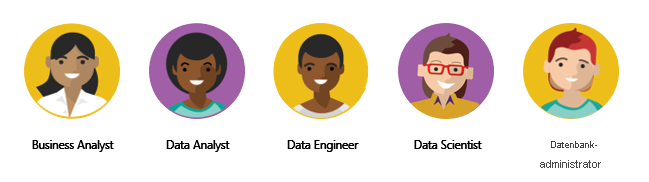 Business Analyst
Data Analyst
Data Engineer
Data Scientist
Datenbank-
administrator